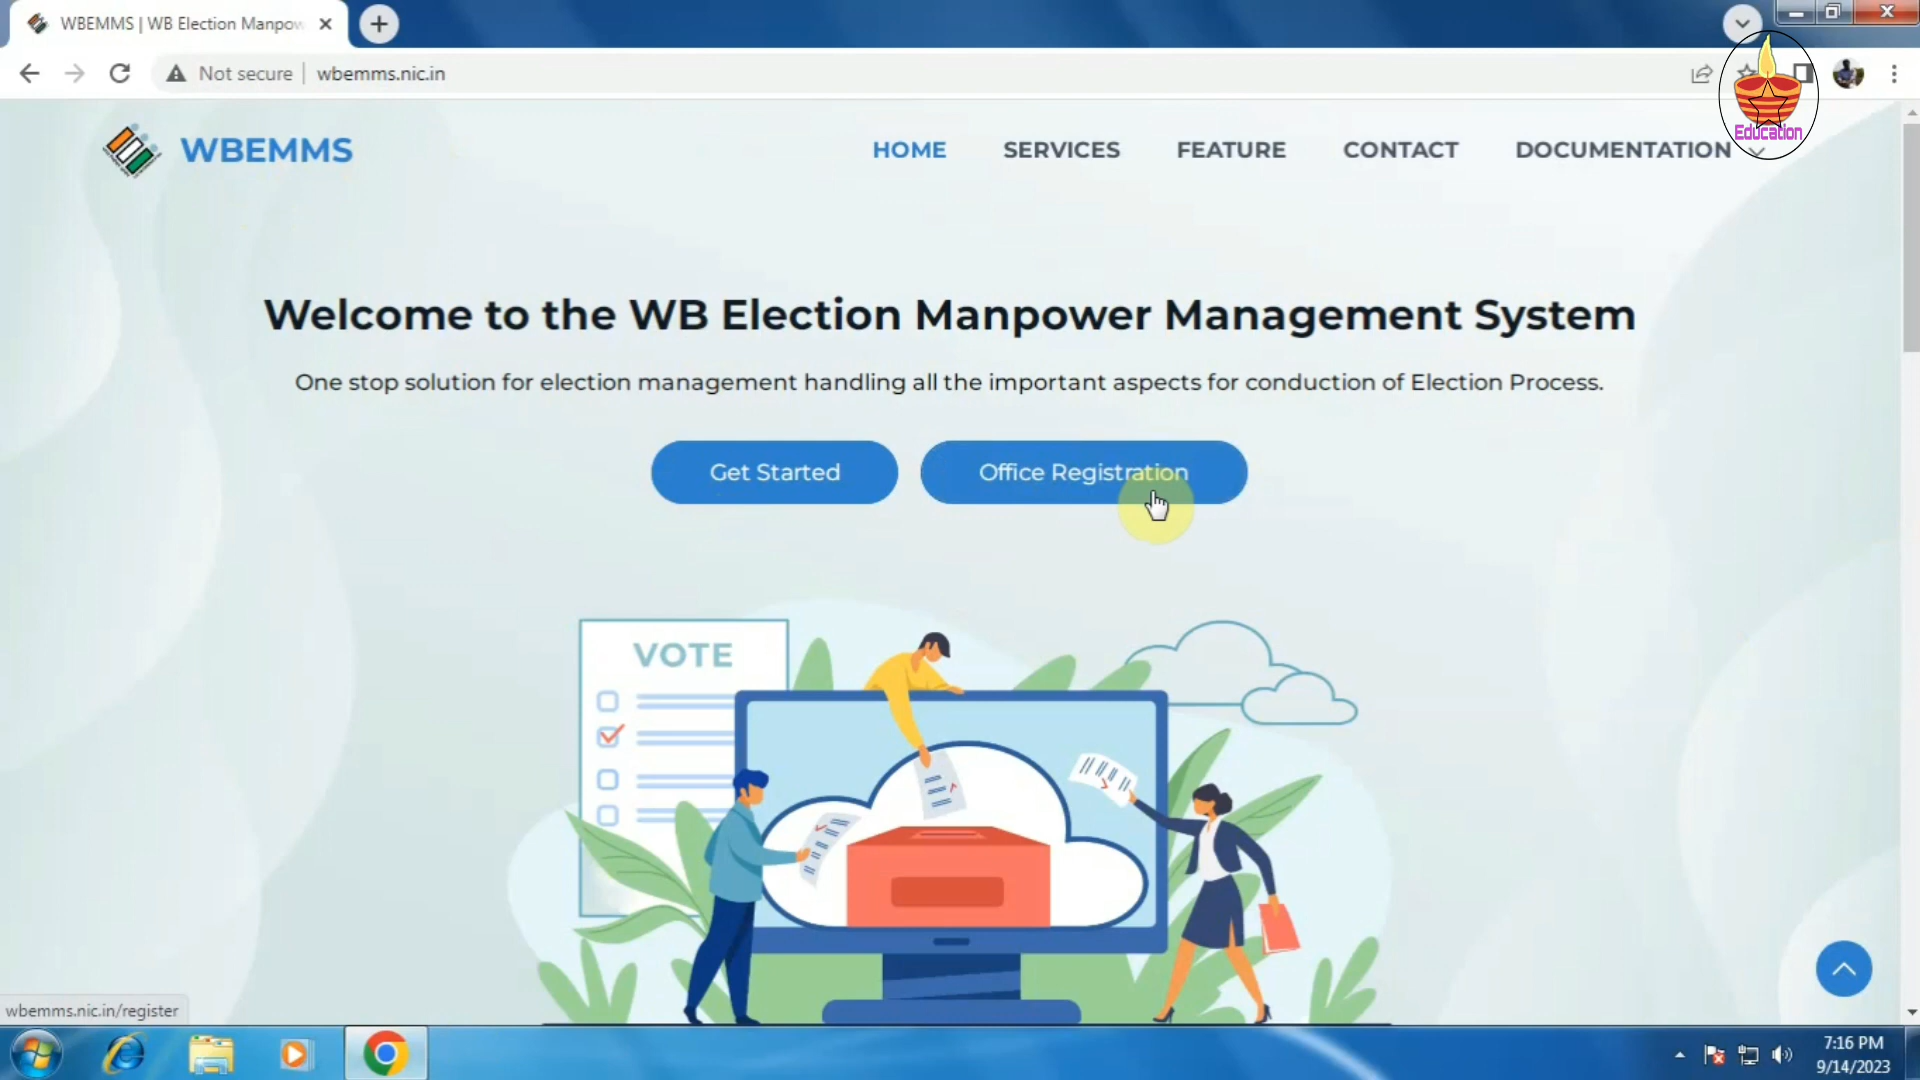 WBEMMS | WB Election Manpow
Not secure
wbemms.nic.in
Education
WBEMMS
HOME
SERVICES
FEATURE
CONTACT
DOCUMENTATION
Welcome to the WB Election Manpower Management System
One stop solution for election management handling all the important aspects for conduction of Election Process.
Get Started
Office Registration
VOTE
wbemms.nic.in/register
7:16 PM
9/14/2023